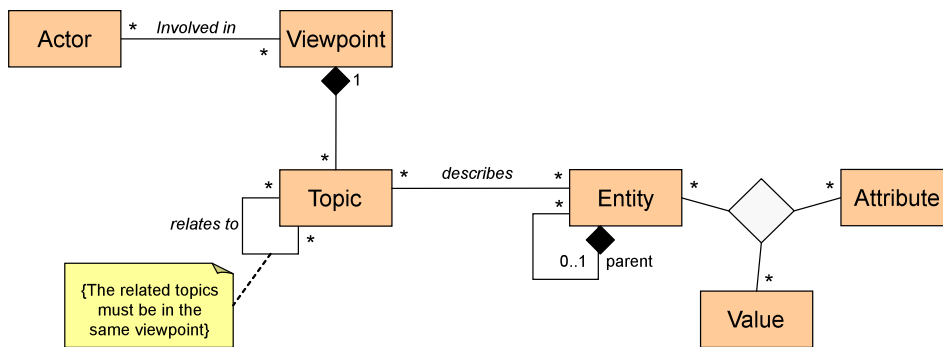 Actor
*
Involved in
*
Viewpoint
1
*
Topic
*
describes
*
Entity
*
*
Attribute
*
relates to
*
*
0..1
parent
*
Value
{The related topics
must be in the
same viewpoint}